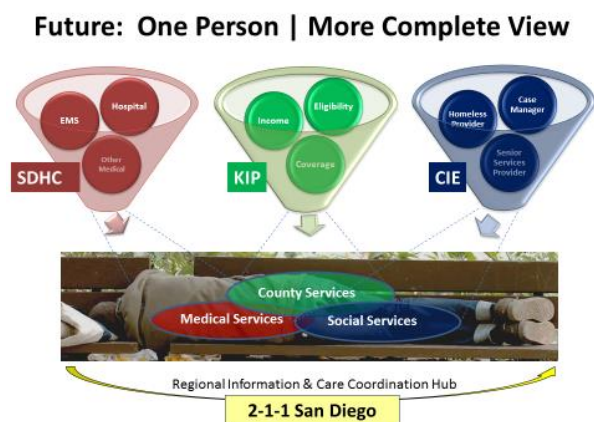 Future: One Person | More Complete View
EMS
Hospital
Other
Medical
SDHC
Income
Eligibility
Coverage
KIP
Homeless
Provider
Case
Manager
Senior
Services
Provider
CIE
County Services
Medical Services
Social Services
Regional Information & Care Coordination Hub
2-1-1 San Diego